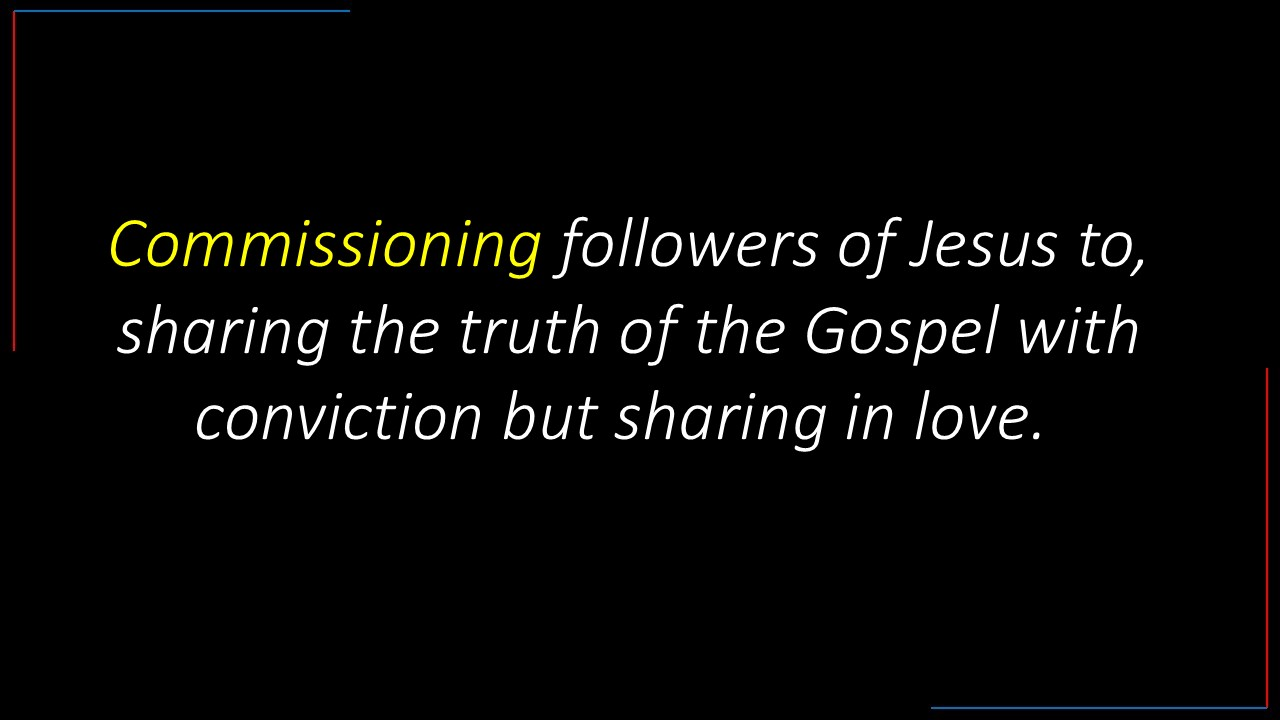 Commissioning followers of Jesus to,
sharing the truth of the Gospel with
conviction but sharing in love.